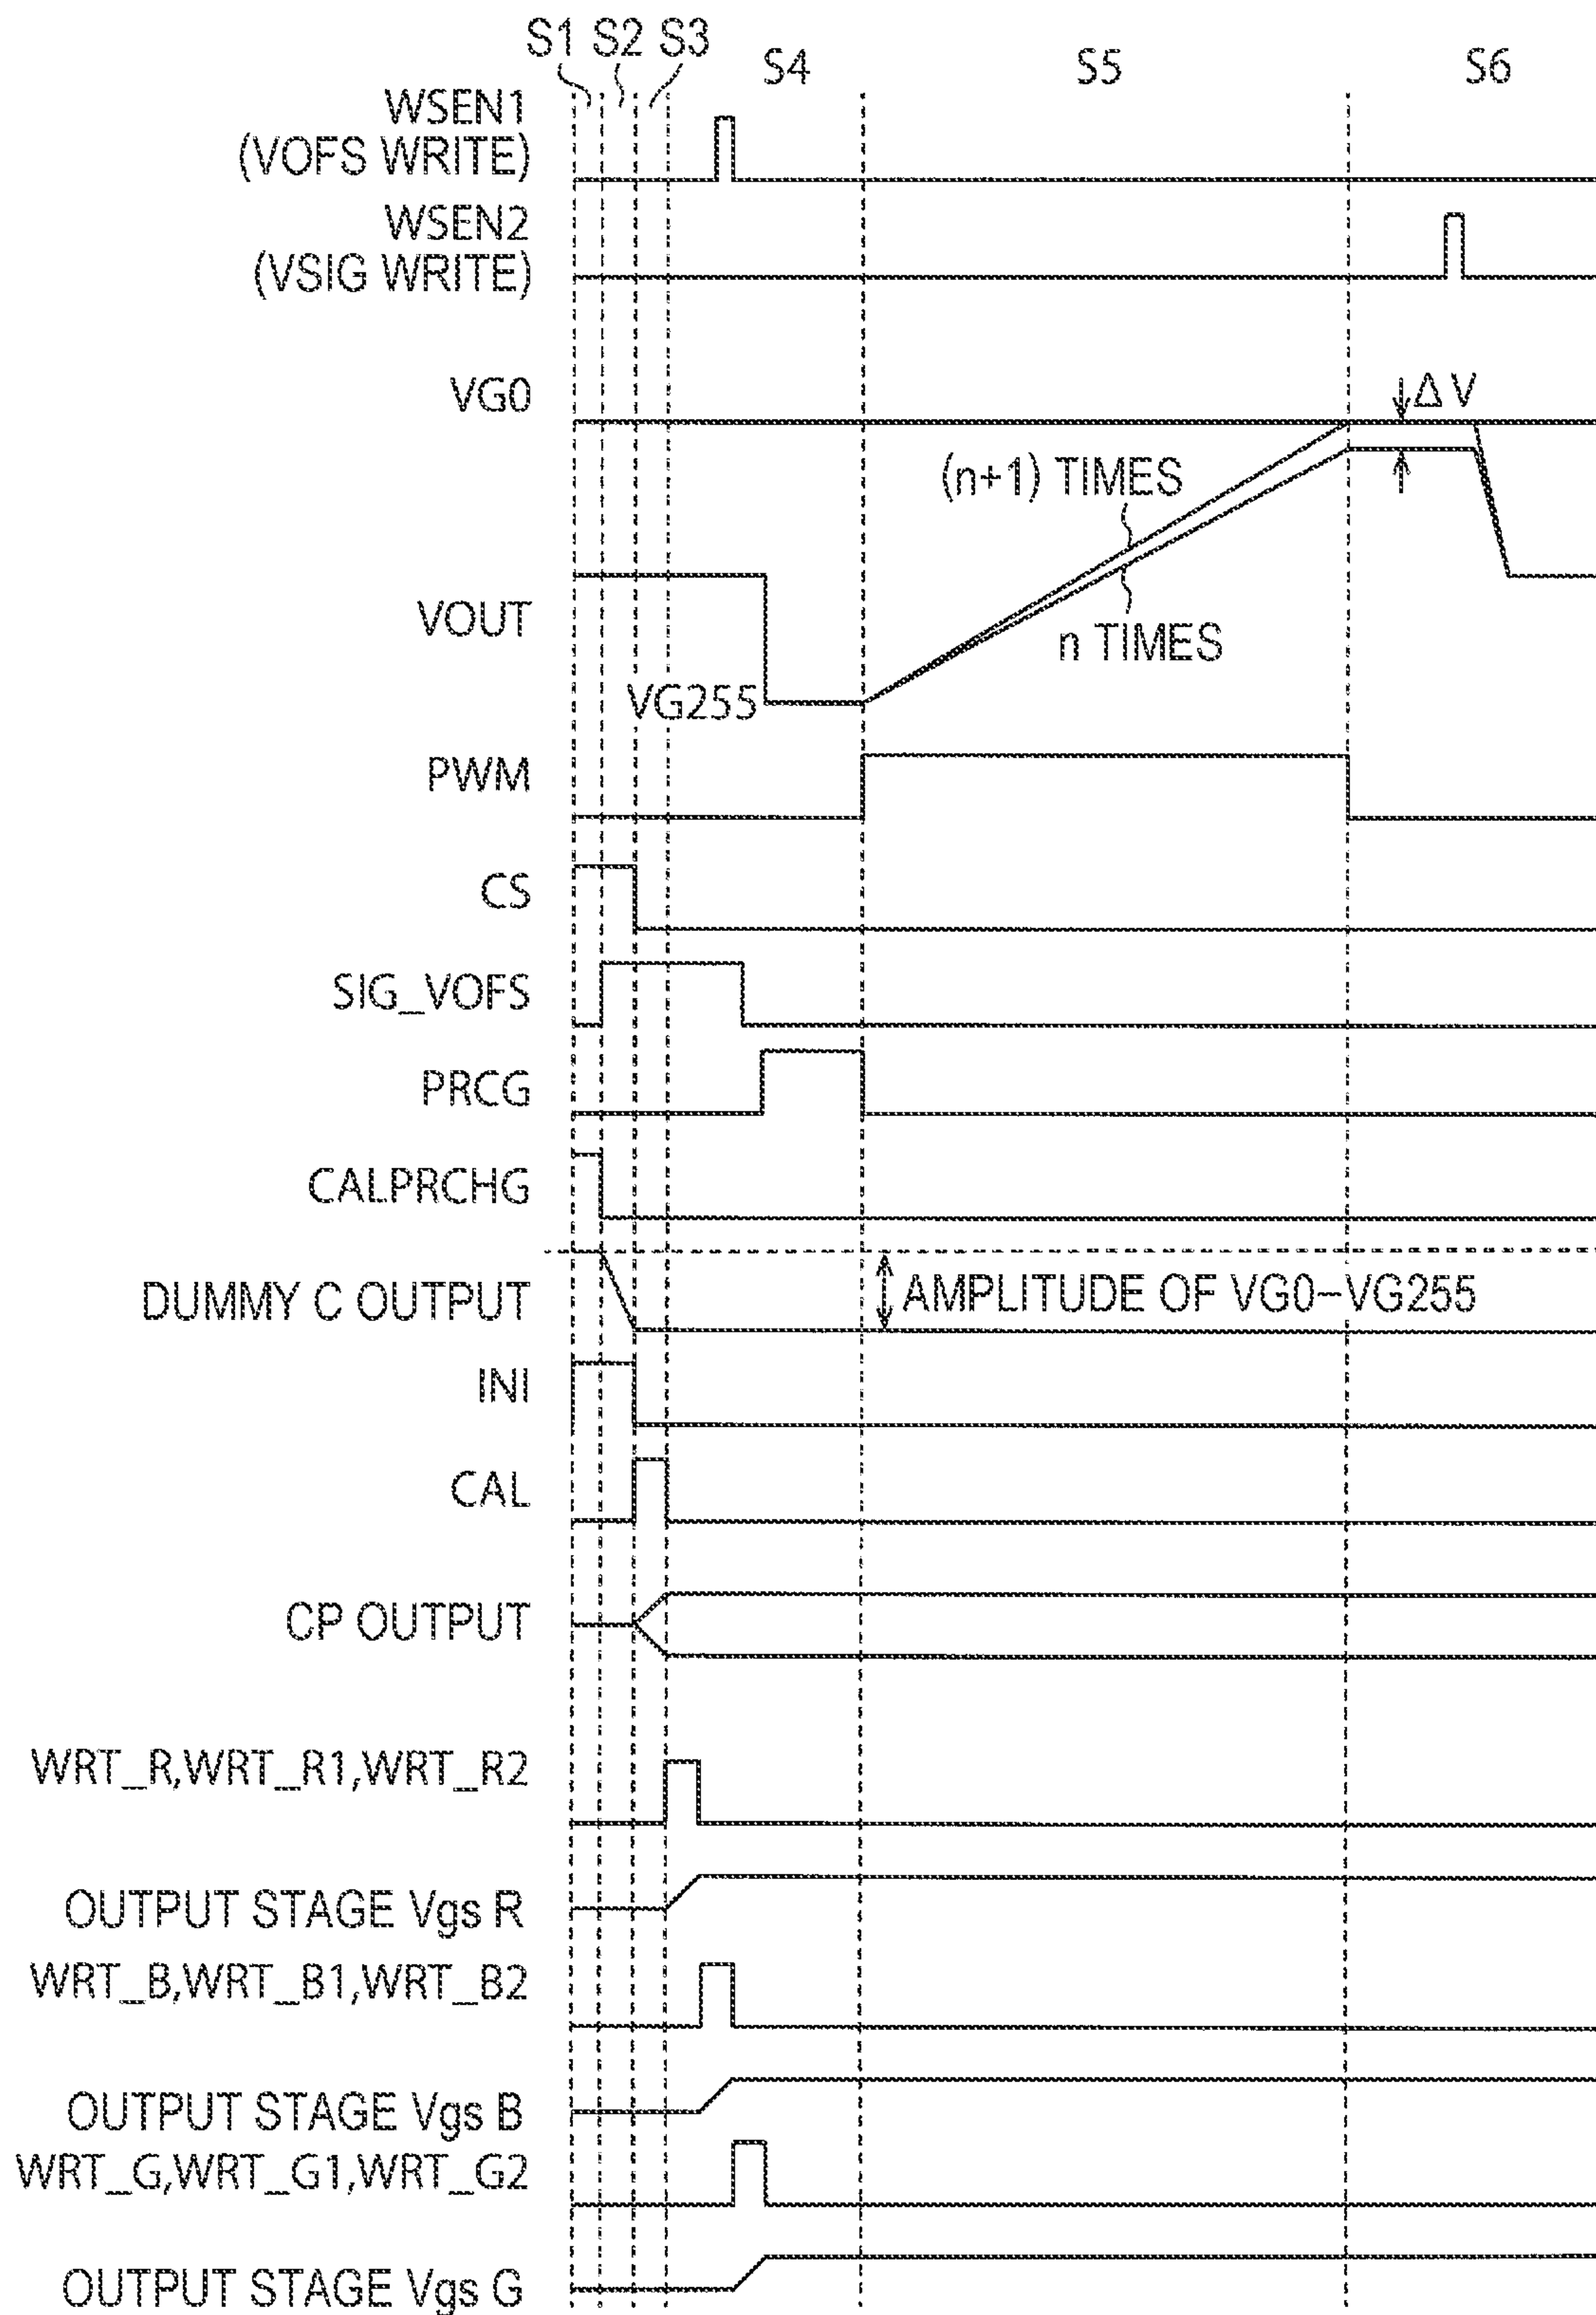 S1 S2 S3 S4 S5 S6
WSEN1
(VOFS WRITE)
WSEN2
(VSIG WRITE)
VG0
ΔV
(n+1) TIMES
VOUT
n TIMES
VG255
PWM
CS
SIG_VOFS
PRCG
CALPRCHG
DUMMY C OUTPUT
AMPLITUDE OF VG0−VG255
INI
CAL
CP OUTPUT
WRT_R,WRT_R1,WRT_R2
OUTPUT STAGE Vgs R
WRT_B,WRT_B1,WRT_B2
OUTPUT STAGE Vgs B
WRT_G,WRT_G1,WRT_G2
OUTPUT STAGE Vgs G